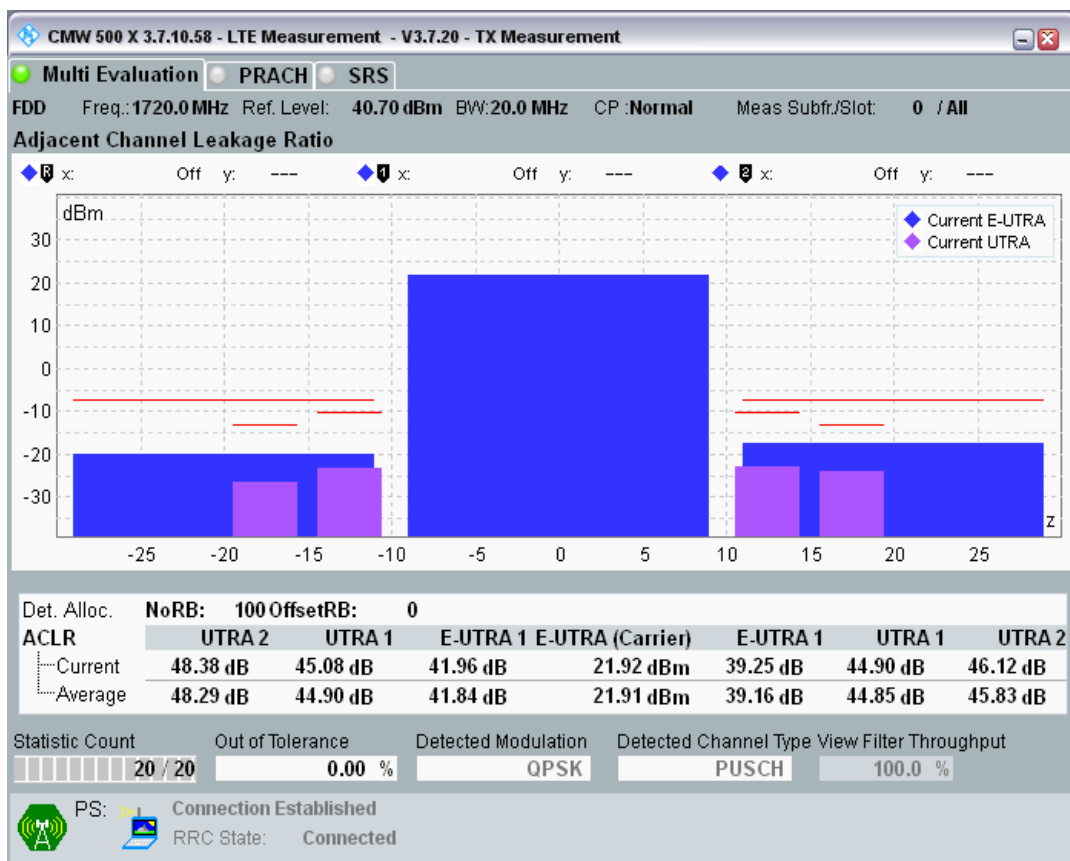 CMW 500 X 3.7.10.58 - LTE Measurement - V3.7.20 - TX Measurement
Multi Evaluation PRACH SRS
FDD Freq.: 1720.0 MHz Ref. Level: 40.70 dBm BW: 20.0 MHz CP : Normal Meas Subfr./Slot: 0 / All
Adjacent Channel Leakage Ratio
R x: Off y: --- 1 x: Off y: --- 2 x: Off y: ---
dBm
Current E-UTRA
Current UTRA
30
20
10
0
-10
-20
-30
z
-25 -20 -15 -10 -5 0 5 10 15 20 25
Det. Alloc. NoRB: 100 OffsetRB: 0
ACLR UTRA 2 UTRA 1 E-UTRA 1 E-UTRA (Carrier) E-UTRA 1 UTRA 1 UTRA 2
Current 48.38 dB 45.08 dB 41.96 dB 21.92 dBm 39.25 dB 44.90 dB 46.12 dB
Average 48.29 dB 44.90 dB 41.84 dB 21.91 dBm 39.16 dB 44.85 dB 45.83 dB
Statistic Count Out of Tolerance Detected Modulation Detected Channel Type View Filter Throughput
20 / 20 0.00 % QPSK PUSCH 100.0 %
PS: Connection Established
RRC State: Connected